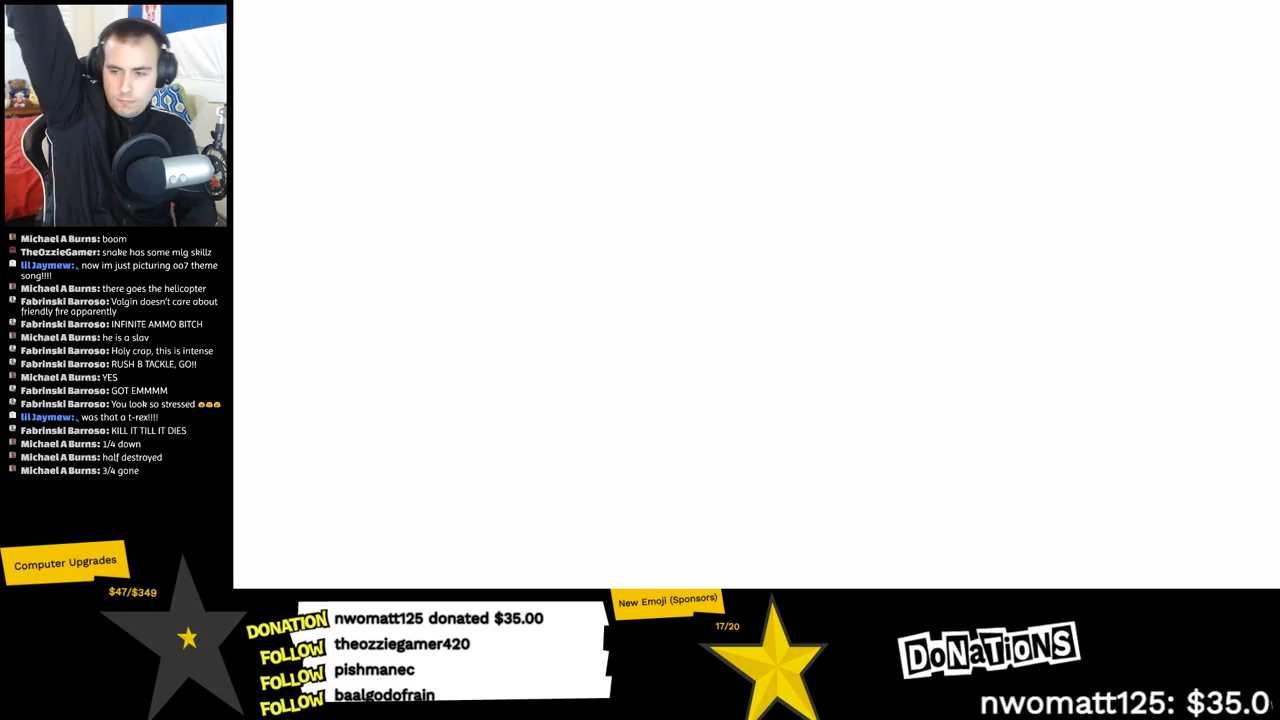 Michael A Burns: boom
TheOzzieGamer: snake has some mlg skillz
lil Jaymew:, now im just picturing oo7 theme
song!!!!
Michael A Burns: there goes the helicopter
Fabrinski Barroso: Volgin doesn't care about
friendly fire apparently
Fabrinski Barroso: INFINITE AMMO BITCH
Michael A Burns: he is a slav
Fabrinski Barroso: Holy crap, this is intense
Fabrinski Barroso: RUSH B TACKLE, GO!!
Michael A Burns: YES
Fabrinski Barroso: GOT EMMMM
Fabrinski Barroso: You look so stressed
lil Jaymew:, was that a t-rex!!!!
Fabrinski Barroso: KILL IT TILL IT DIES
Michael A Burns: 1/4 down
Michael A Burns: half destroyed
Michael A Burns: 3/4 gone
Computer Upgrades
$47/$349
DONATION nwomatt125 donated $35.00
FOLLOW theozziegamer420
FOLLOW pishmanec
FOLLOW baalgodofrain
New Emoji (Sponsors)
17/20
DoNaTiONS
nwomatt125: $35.0